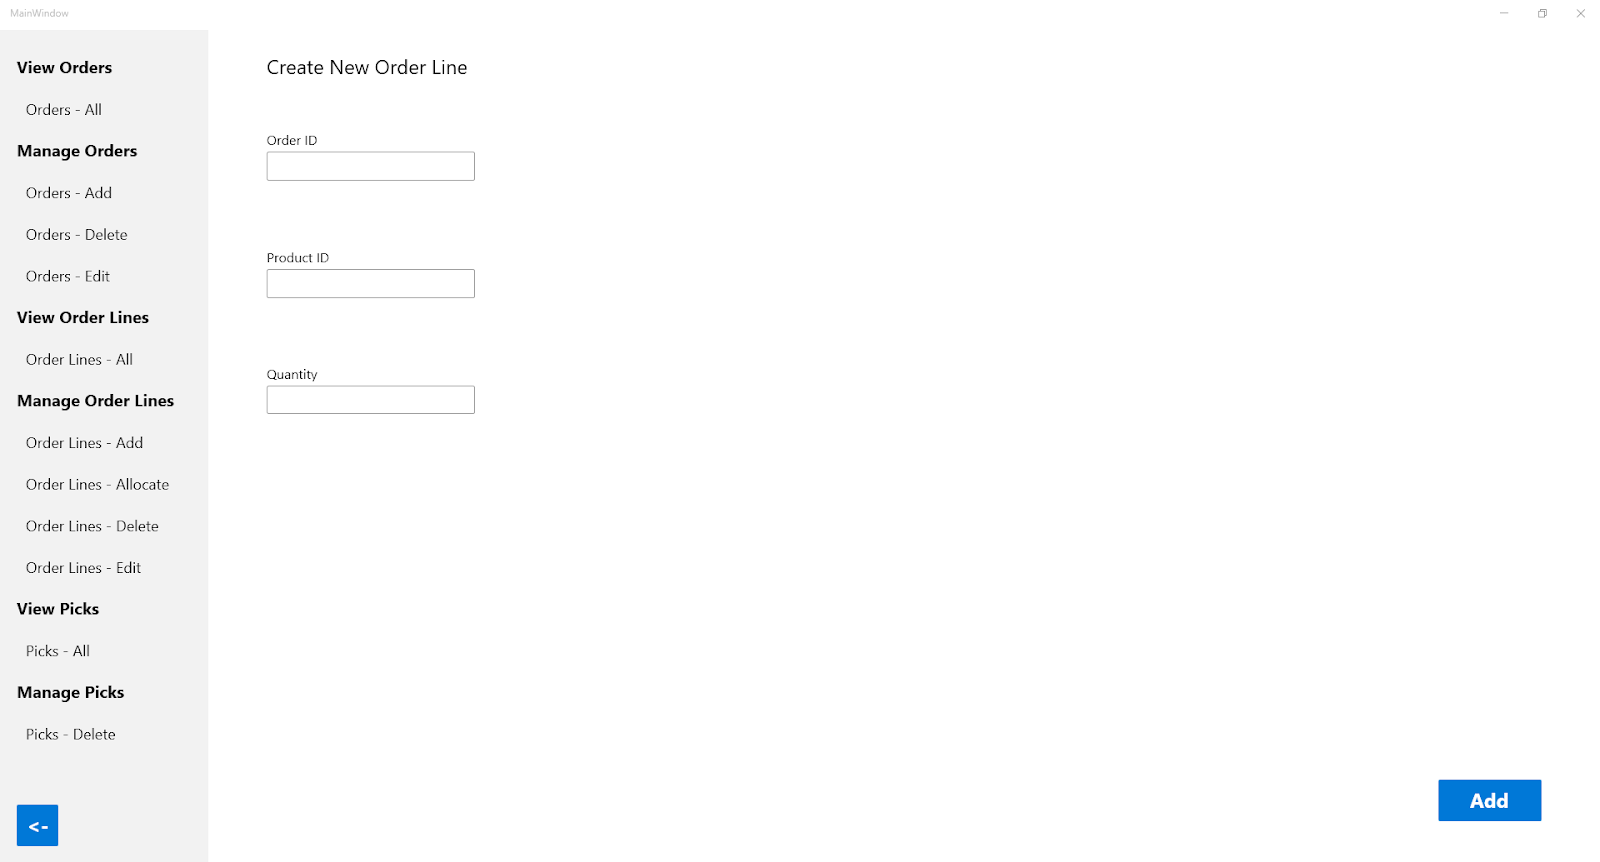 MainWindow
View Orders
Orders - All
Manage Orders
Orders - Add
Orders - Delete
Orders - Edit
View Order Lines
Order Lines - All
Manage Order Lines
Order Lines - Add
Order Lines - Allocate
Order Lines - Delete
Order Lines - Edit
View Picks
Picks - All
Manage Picks
Picks - Delete
<-
Create New Order Line
Order ID
Product ID
Quantity
Add